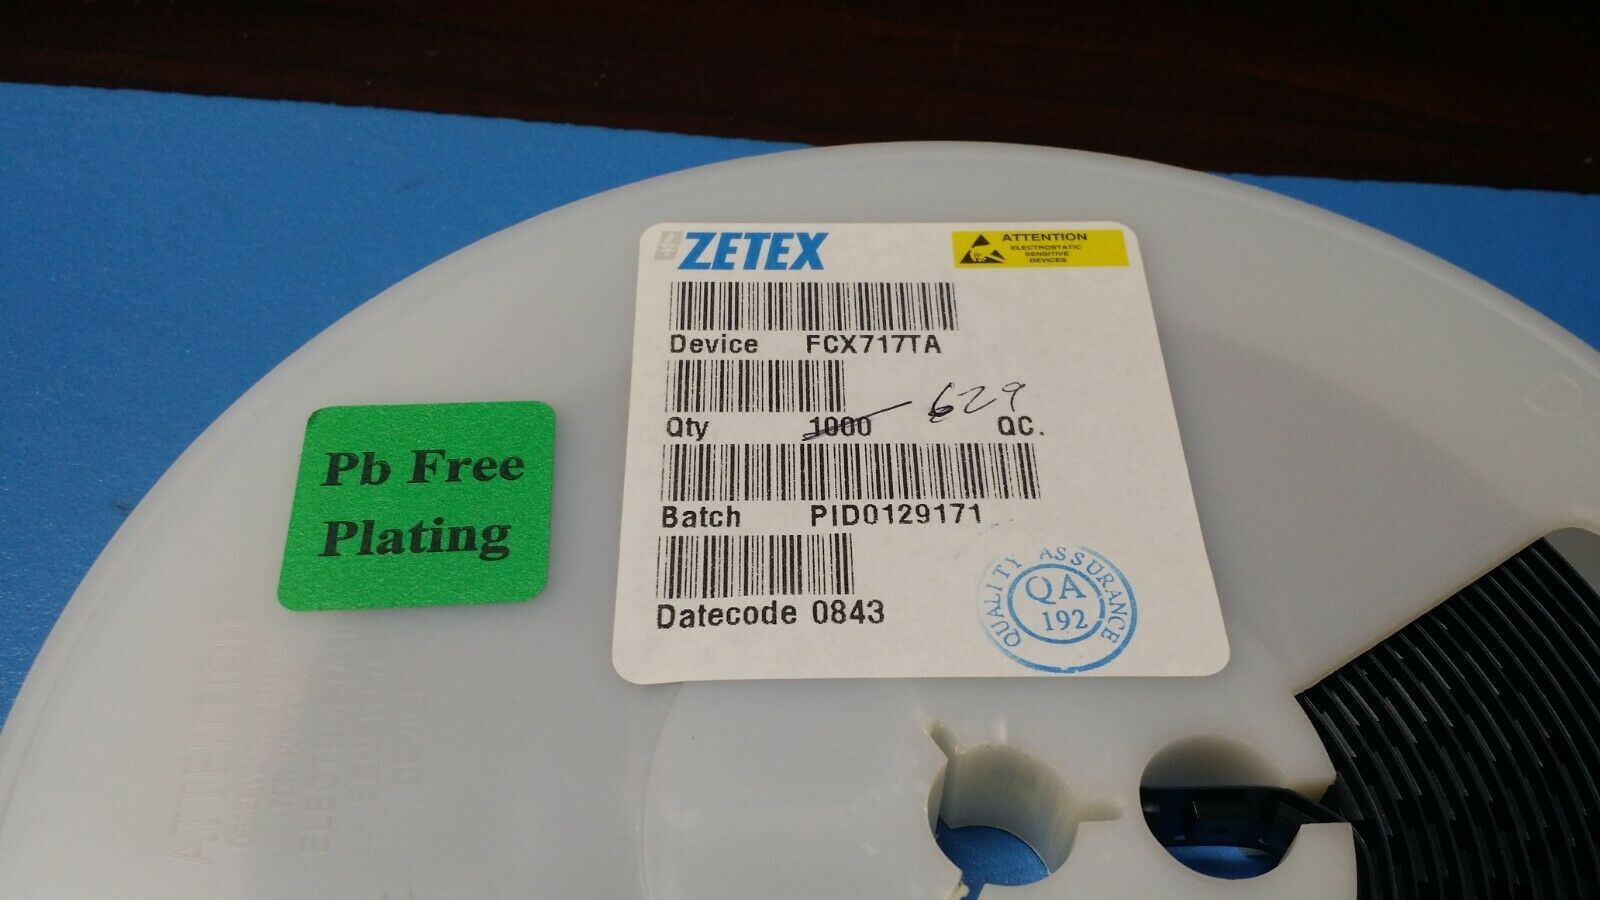 ZETEX
ATTENTION
ELECTROSTATIC
SENSITIVE
DEVICES
Device FCX717TA
Qty 1000 629 QC.
Batch PID0129171
Datecode 0843
QUALITY ASSURANCE
QA
192
Pb Free
Plating
ATTENTION